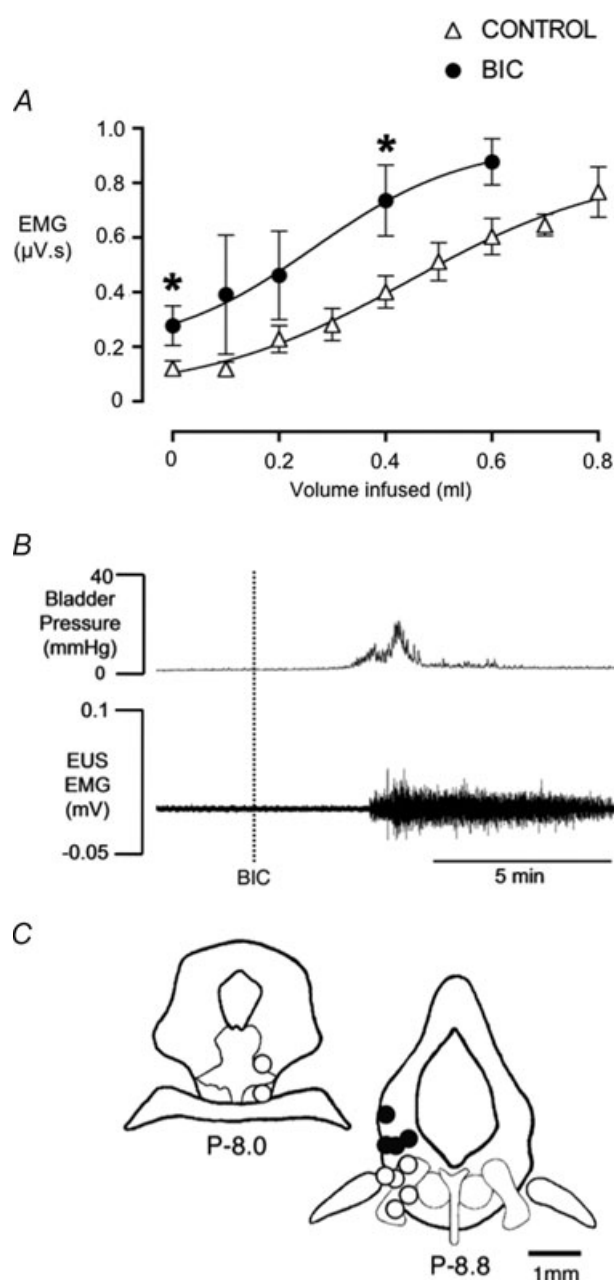 △ CONTROL
● BIC
A
1.0
0.8
0.6
0.4
0.2
0
EMG
(µV.s)
*
*
0 0.2 0.4 0.6 0.8
Volume infused (ml)
B
40
Bladder
Pressure
(mmHg)
0
0.1
EUS
EMG
(mV)
-0.05
BIC
5 min
C
P-8.0
P-8.8
1mm